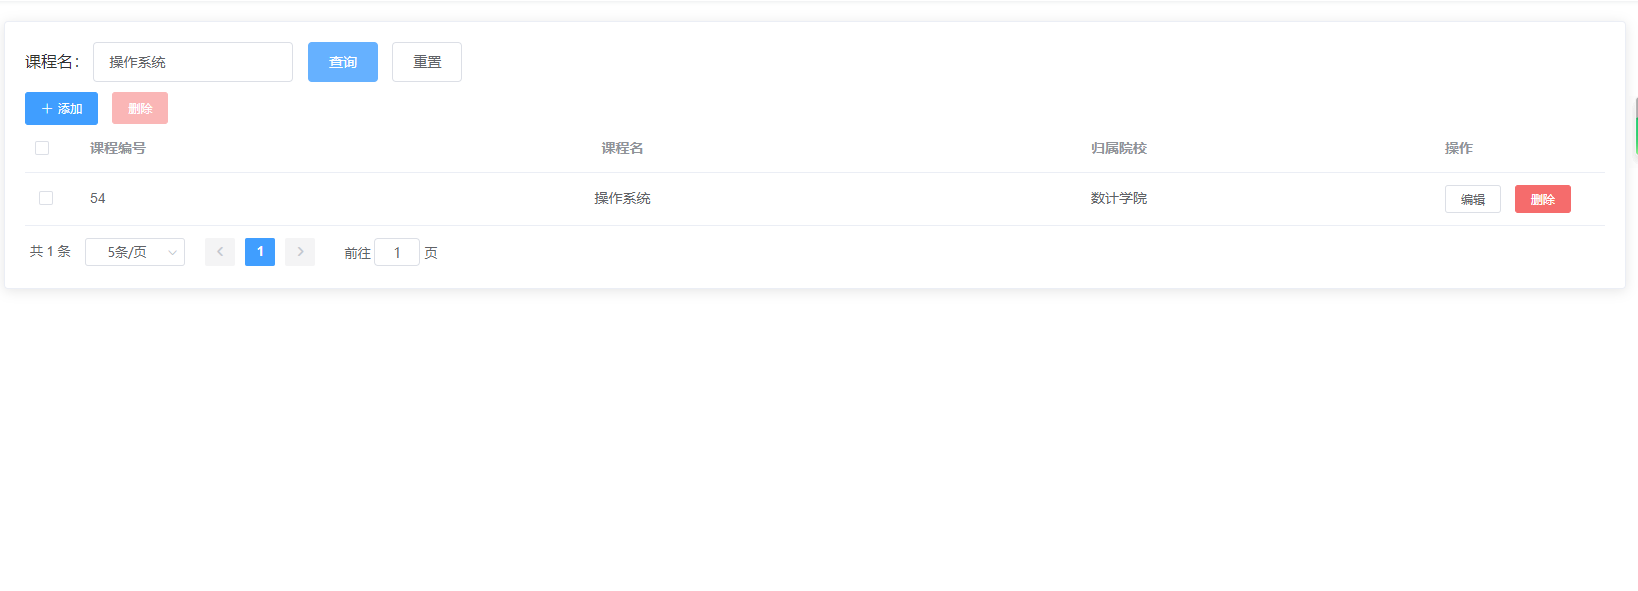 课程名： 操作系统 查询 重置
+ 添加 删除
课程编号 课程名 归属院校 操作
54 操作系统 数计学院 编辑 删除
共 1 条 5条/页 < 1 > 前往 1 页